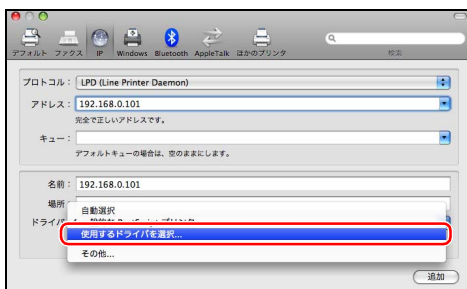 デフォルト ファクス IP Windows Bluetooth AppleTalk ほかのプリンタ 検索
プロトコル： LPD (Line Printer Daemon)
アドレス： 192.168.0.101
完全で正しいアドレスです。
キュー：
デフォルトキューの場合は、空のままにします。
名前： 192.168.0.101
場所
自動選択
ドライバ
使用するドライバを選択...
その他...
追加